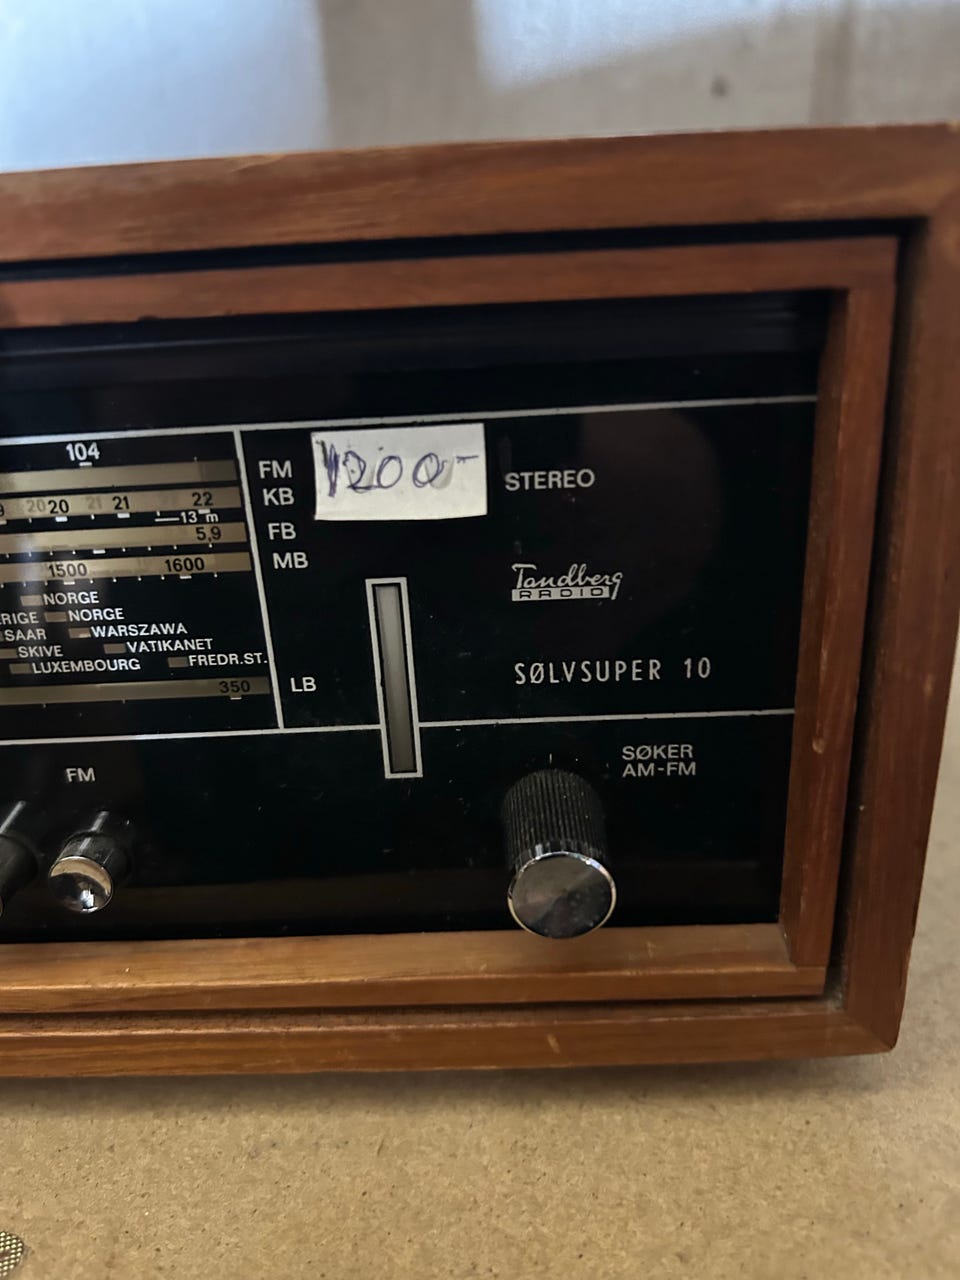 104
FM
1200-
STEREO
20 20 21 21 22
KB
13 m
5,9
FB
1500 1600
MB
NORGE
NORGE
SAAR WARSZAWA
SKIVE VATIKANET
LUXEMBOURG FREDR.ST.
350
LB
Tandberg
RADIO
SØLVSUPER 10
FM
SØKER
AM-FM